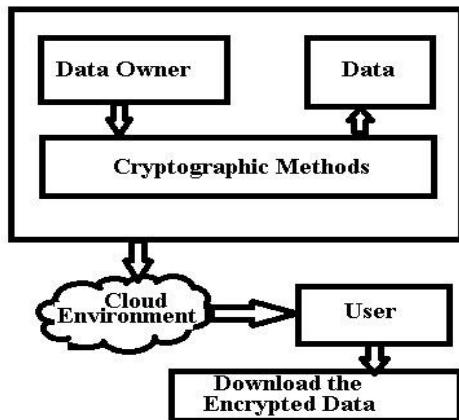 Data Owner
Data
Cryptographic Methods
Cloud
Environment
User
Download the
Encrypted Data